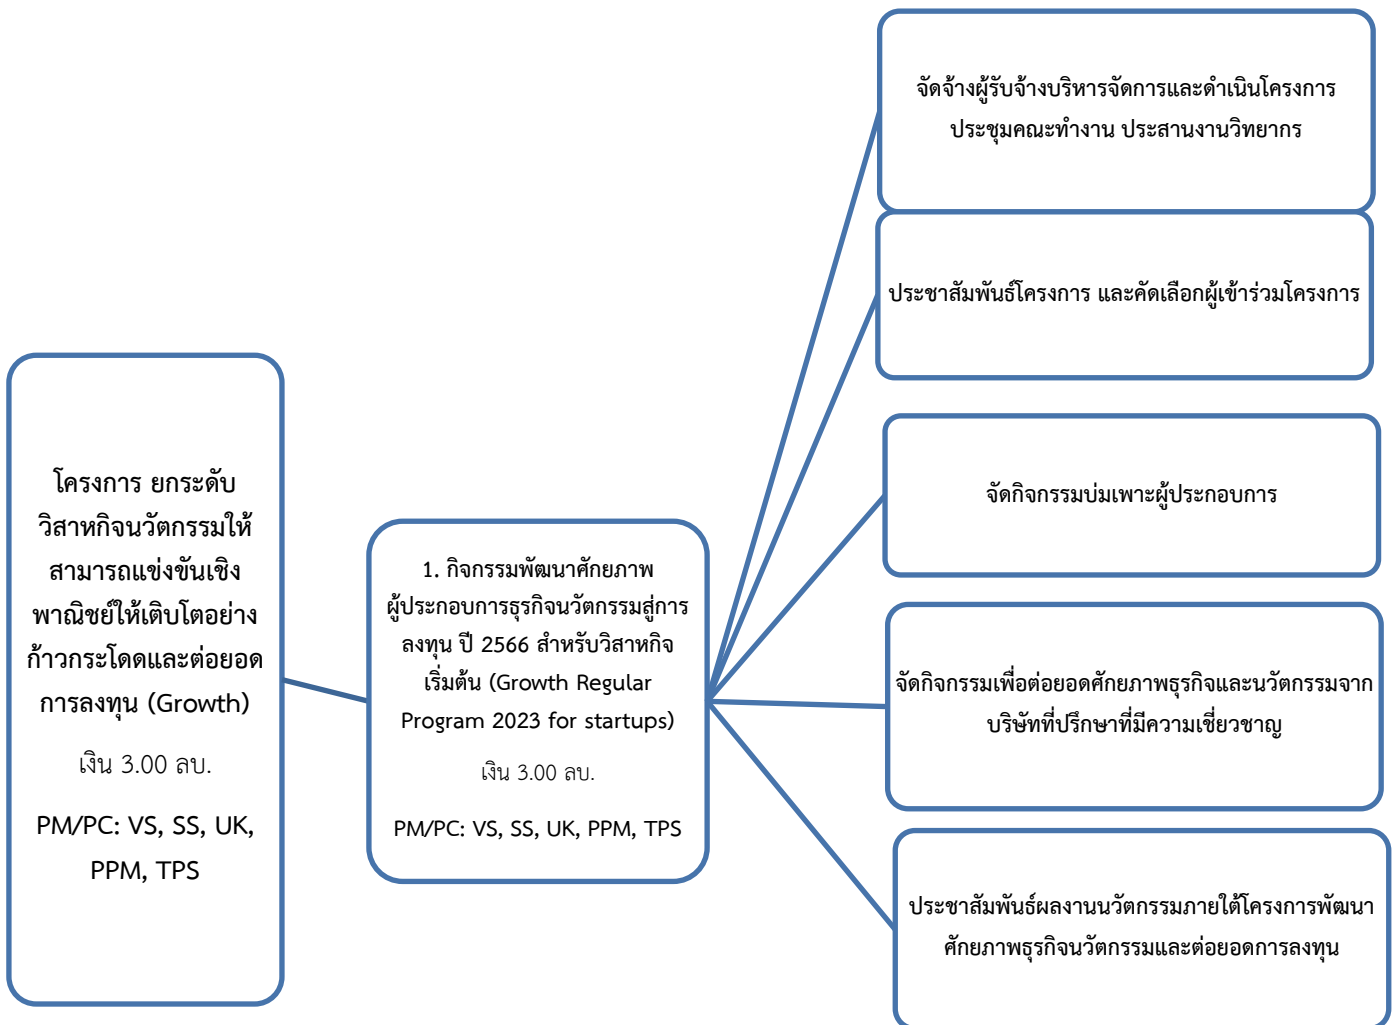 โครงการ ยกระดับ
วิสาหกิจนวัตกรรมให้
สามารถแข่งขันเชิง
พาณิชย์ให้เติบโตอย่าง
ก้าวกระโดดและต่อยอด
การลงทุน (Growth)
เงิน 3.00 ลบ.
PM/PC: VS, SS, UK,
PPM, TPS
1. กิจกรรมพัฒนาศักยภาพ
ผู้ประกอบการธุรกิจนวัตกรรมสู่การ
ลงทุน ปี 2566 สำหรับวิสาหกิจ
เริ่มต้น (Growth Regular
Program 2023 for startups)
เงิน 3.00 ลบ.
PM/PC: VS, SS, UK, PPM, TPS
จัดจ้างผู้รับจ้างบริหารจัดการและดำเนินโครงการ
ประชุมคณะทำงาน ประสานงานวิทยากร
ประชาสัมพันธ์โครงการ และคัดเลือกผู้เข้าร่วมโครงการ
จัดกิจกรรมบ่มเพาะผู้ประกอบการ
จัดกิจกรรมเพื่อต่อยอดศักยภาพธุรกิจและนวัตกรรมจาก
บริษัทที่ปรึกษาที่มีความเชี่ยวชาญ
ประชาสัมพันธ์ผลงานนวัตกรรมภายใต้โครงการพัฒนา
ศักยภาพธุรกิจนวัตกรรมและต่อยอดการลงทุน